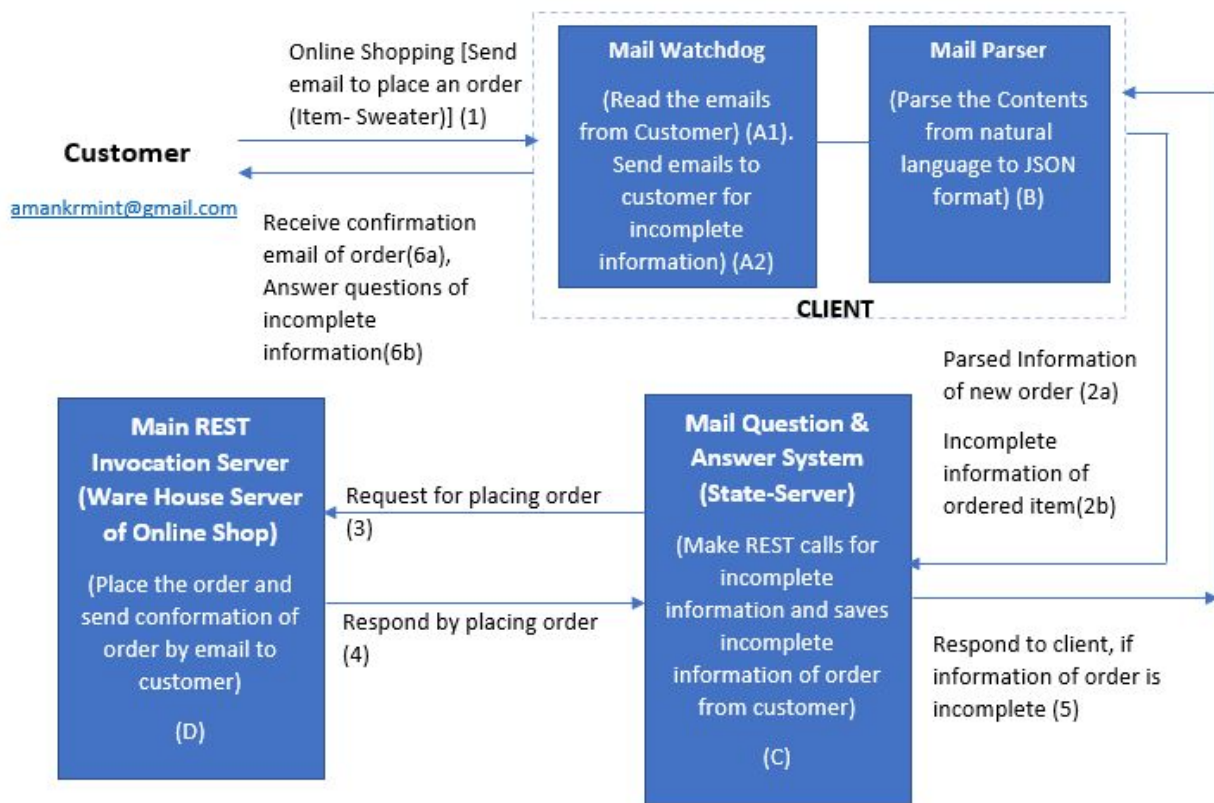 Online Shopping [Send
email to place an order
(Item- Sweater)] (1)
Customer
amankrmint@gmail.com
Receive confirmation
email of order(6a),
Answer questions of
incomplete
information(6b)
Mail Watchdog
(Read the emails
from Customer) (A1).
Send emails to
customer for
incomplete
information) (A2)
Mail Parser
(Parse the Contents
from natural
language to JSON
format) (B)
CLIENT
Parsed Information
of new order (2a)
Incomplete
information of
ordered item(2b)
Main REST
Invocation Server
(Ware House Server
of Online Shop)
(Place the order and
send conformation of
order by email to
customer)
(D)
Request for placing order
(3)
Respond by placing order
(4)
Mail Question &
Answer System
(State-Server)
(Make REST calls for
incomplete
information and saves
incomplete
information of order
from customer)
(C)
Respond to client, if
information of order is
incomplete (5)